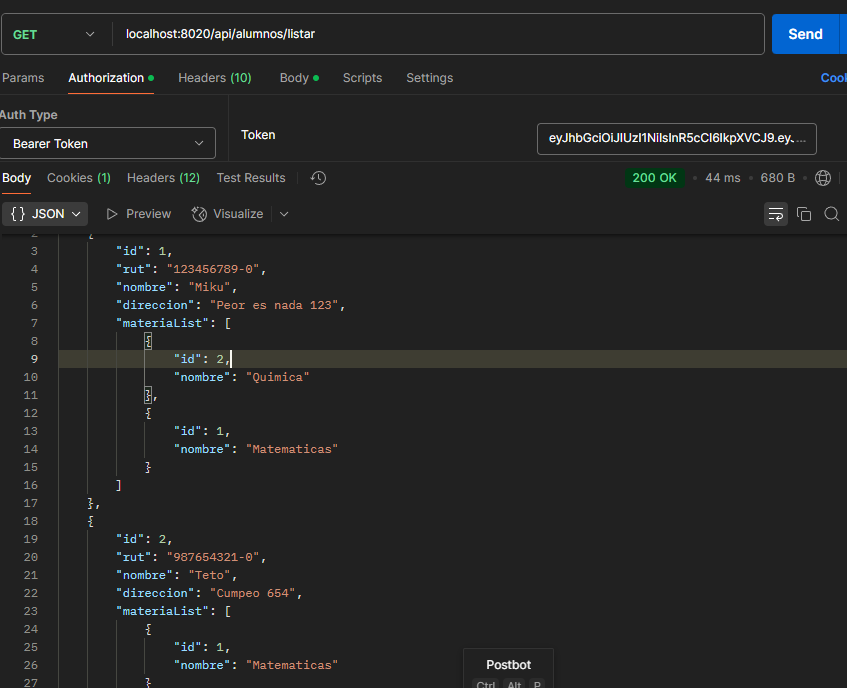 GET localhost:8020/api/alumnos/listar Send
Params Authorization Headers (10) Body Scripts Settings
Auth Type
Bearer Token Token
Body Cookies (1) Headers (12) Test Results 200 OK 44 ms 680 B
{} JSON Preview Visualize
3 "id": 1,
4 "rut": "123456789-0",
5 "nombre": "Miku",
6 "direccion": "Peor es nada 123",
7 "materiaList": [
8 {
9 "id": 2,
10 "nombre": "Quimica"
11 },
12 {
13 "id": 1,
14 "nombre": "Matematicas"
15 }
16 ]
17 },
18 {
19 "id": 2,
20 "rut": "987654321-0",
21 "nombre": "Teto",
22 "direccion": "Cumpeo 654",
23 "materiaList": [
24 {
25 "id": 1,
26 "nombre": "Matematicas"
27 }
Postbot
Ctrl Alt P